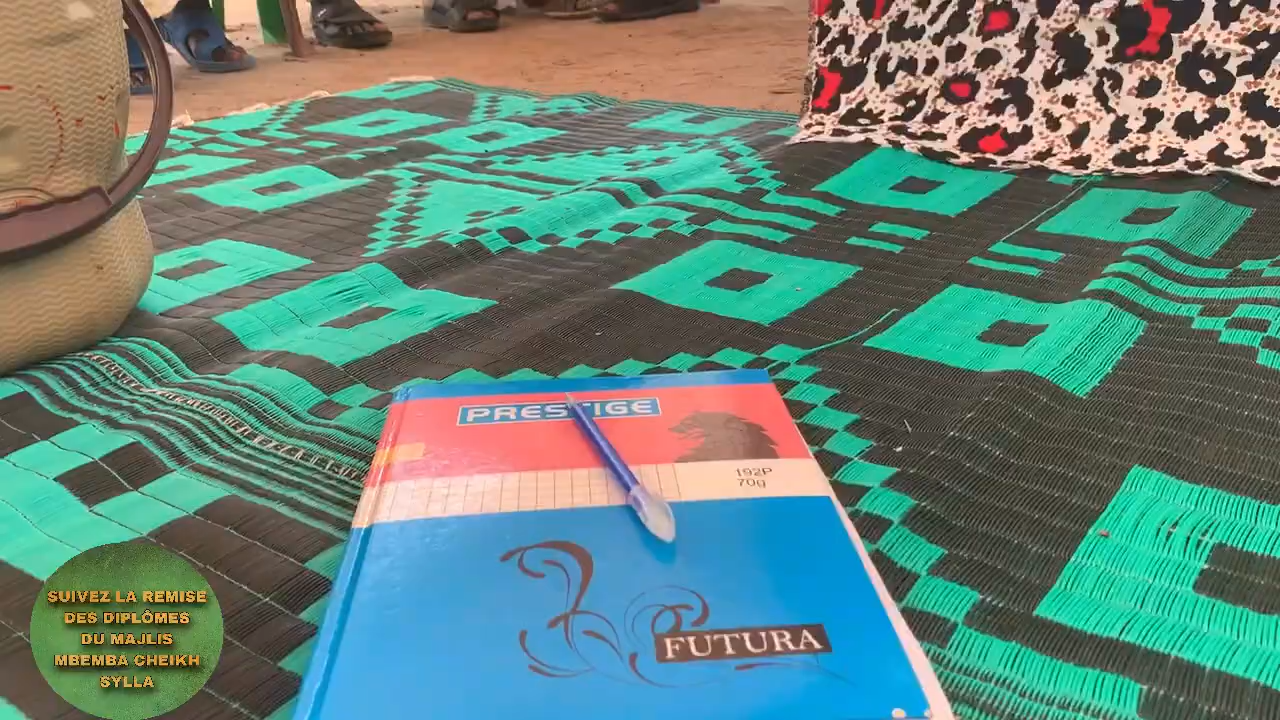 PRESTIGE
192P
70g
FUTURA
SUIVEZ LA REMISE
DES DIPLÔMES
DU MAJLIS
MBEMBA CHEIKH
SYLLA